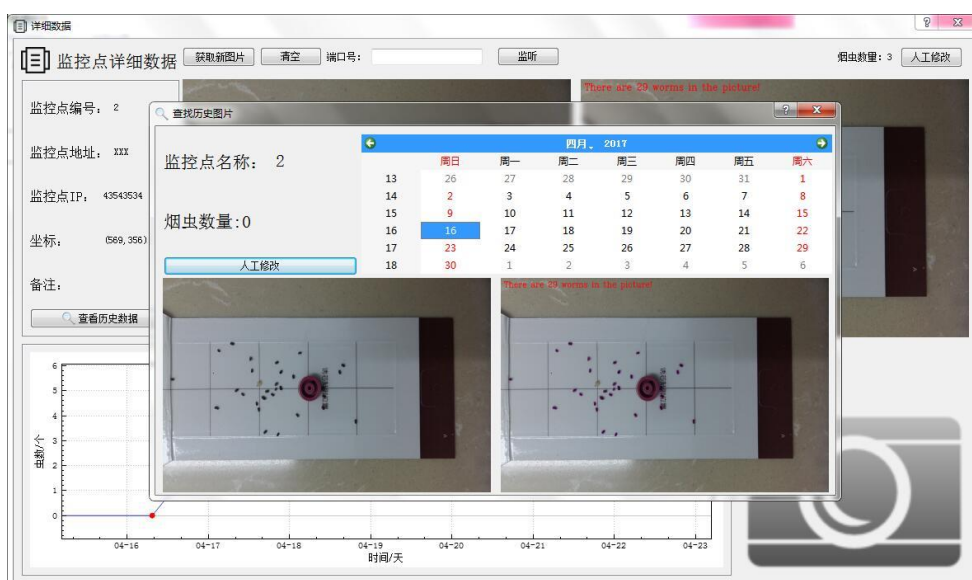 详细数据
监控点详细数据 获取新图片 清空 端口号: 监听 烟虫数量: 3 人工修改
There are 29 worms in the picture!
监控点编号: 2
监控点地址: XXX
监控点IP: 43543534
坐标: (569,356)
备注:
查看历史数据
查找历史图片
监控点名称: 2
烟虫数量:0
人工修改
四月, 2017
周日 周一 周二 周三 周四 周五 周六
13 26 27 28 29 30 31 1
14 2 3 4 5 6 7 8
15 9 10 11 12 13 14 15
16 16 17 18 19 20 21 22
17 23 24 25 26 27 28 29
18 30 1 2 3 4 5 6
There are 29 worms in the picture!
虫数/个
6
5
4
3
2
1
0
04-16 04-17 04-18 04-19 04-20 04-21 04-22 04-23
时间/天